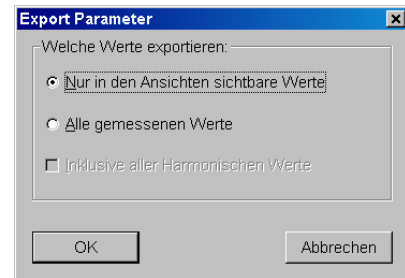 Export Parameter
Welche Werte exportieren:
Nur in den Ansichten sichtbare Werte
Alle gemessenen Werte
Inklusive aller Harmonischen Werte
OK
Abbrechen